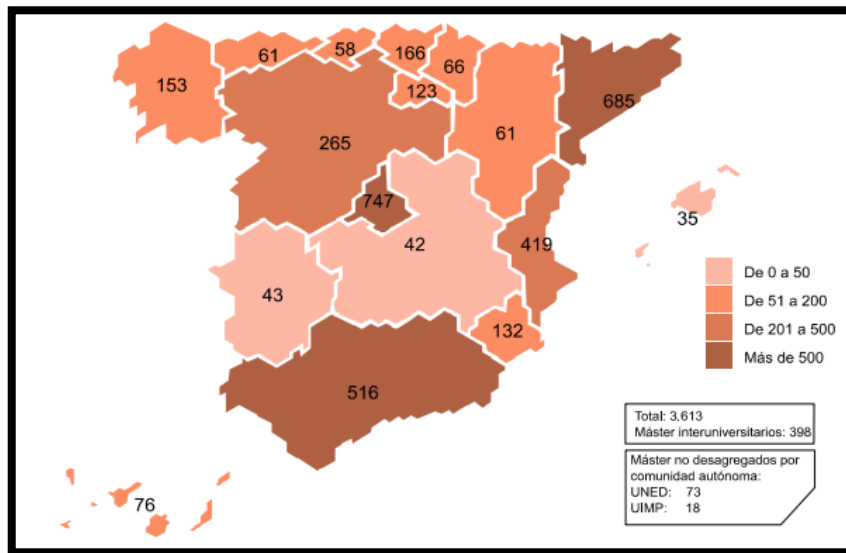 61
58
166
66
153
123
685
265
61
747
35
42
419
43
132
516
76
De 0 a 50
De 51 a 200
De 201 a 500
Más de 500
Total: 3.613
Máster interuniversitarios: 398
Máster no desagregados por
comunidad autónoma:
UNED: 73
UIMP: 18